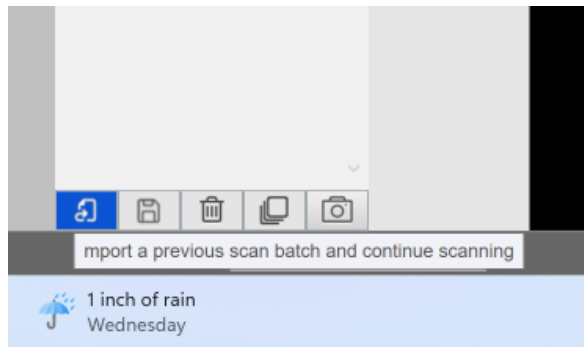 mport a previous scan batch and continue scanning
1 inch of rain
Wednesday